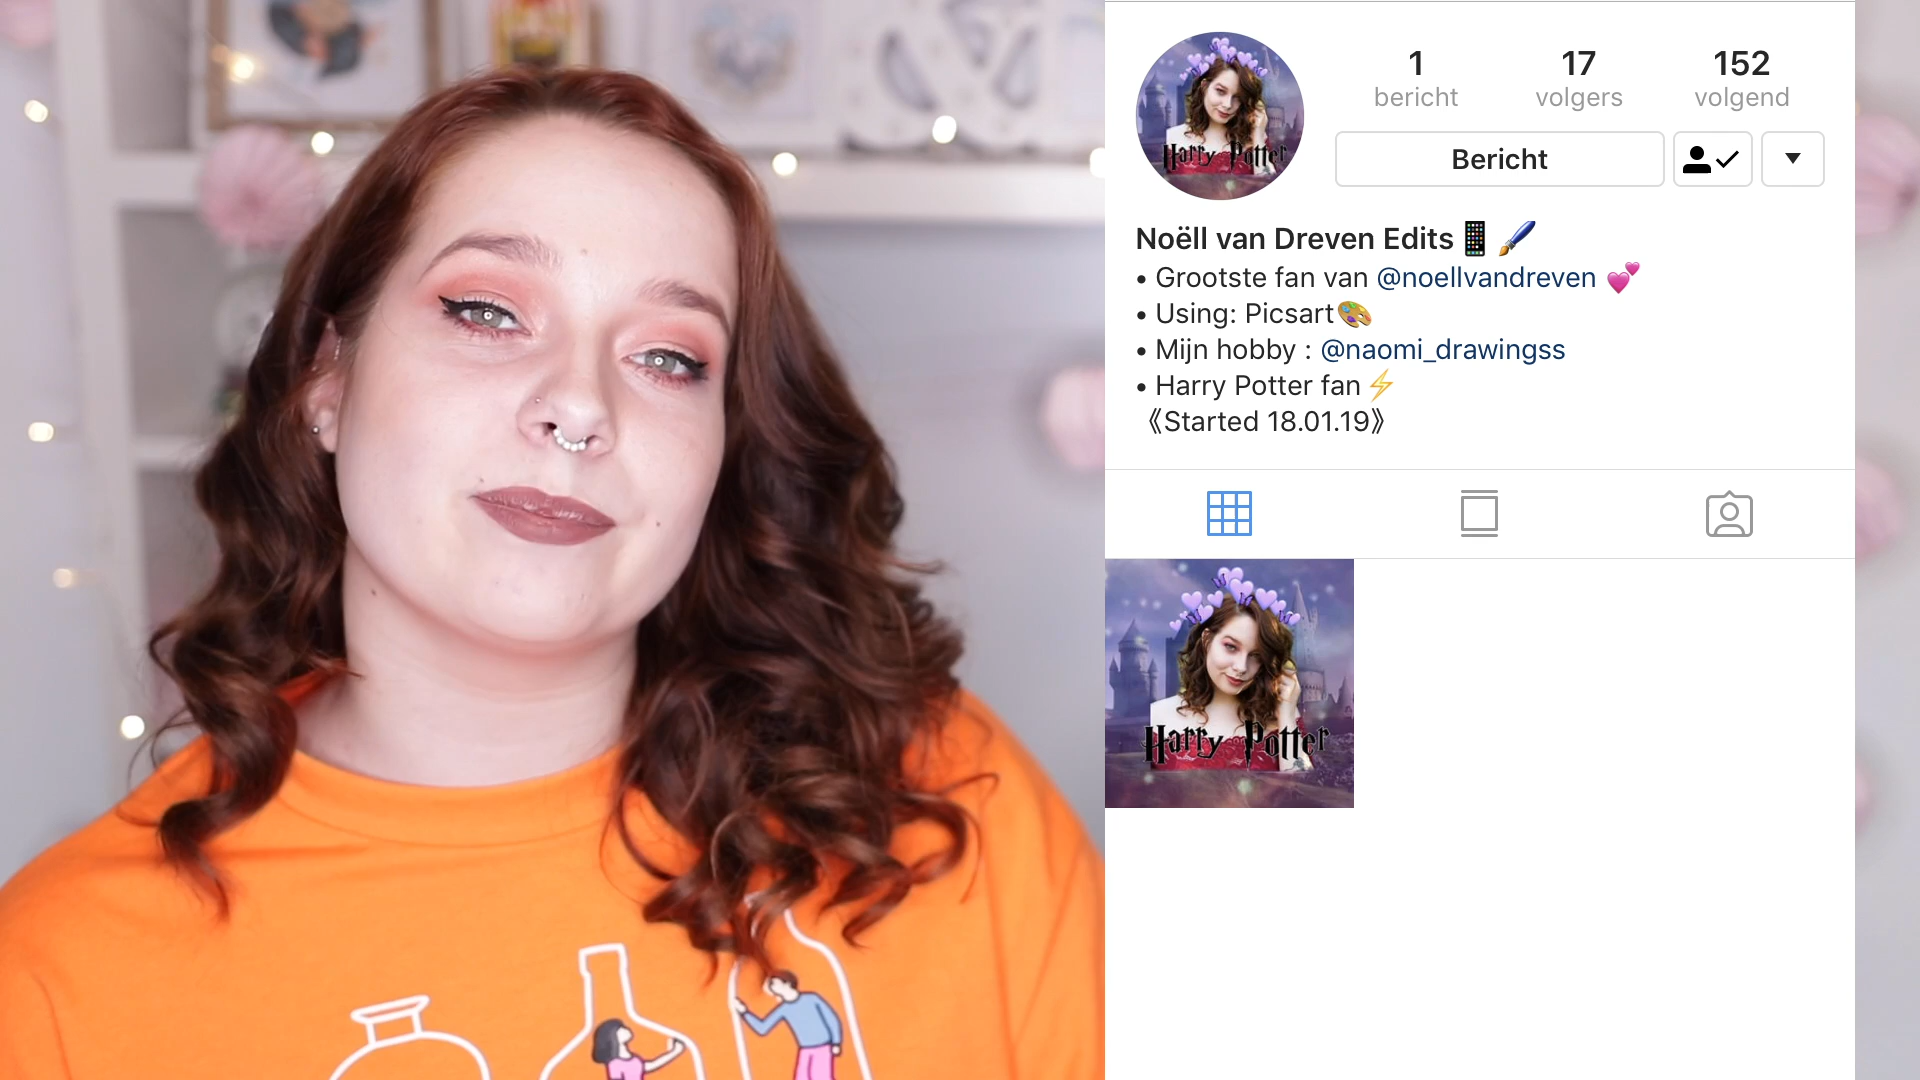 1 17 152
bericht volgers volgend
Bericht
Harry Potter
Noëll van Dreven Edits📱🖌️
• Grootste fan van @noellvandreven 💕
• Using: Picsart🎨
• Mijn hobby : @naomi_drawingss
• Harry Potter fan⚡
《Started 18.01.19》
Harry Potter